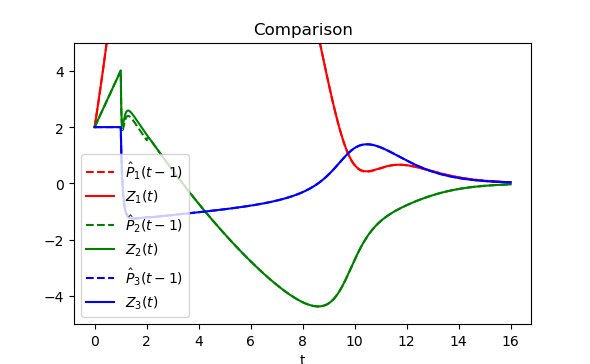 Comparison
4
2
0
−2
−4
P̂₁(t − 1)
Z₁(t)
P̂₂(t − 1)
Z₂(t)
P̂₃(t − 1)
Z₃(t)
0 2 4 6 8 10 12 14 16
t